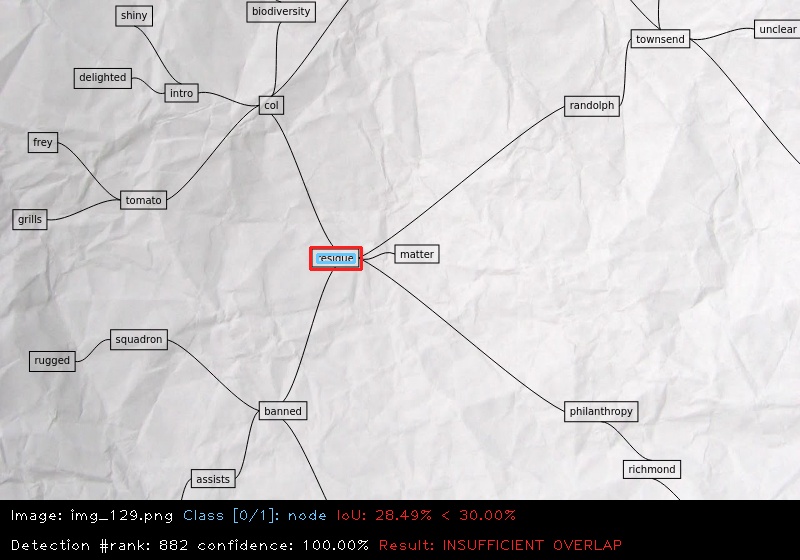 shiny
biodiversity
unclear
townsend
delighted
intro
col
randolph
frey
tomato
grills
matter
squadron
rugged
banned
philanthropy
assists
richmond
Image: img_129.png Class [0/1]: node IoU: 28.49% < 30.00%
Detection #rank: 882 confidence: 100.00% Result: INSUFFICIENT OVERLAP